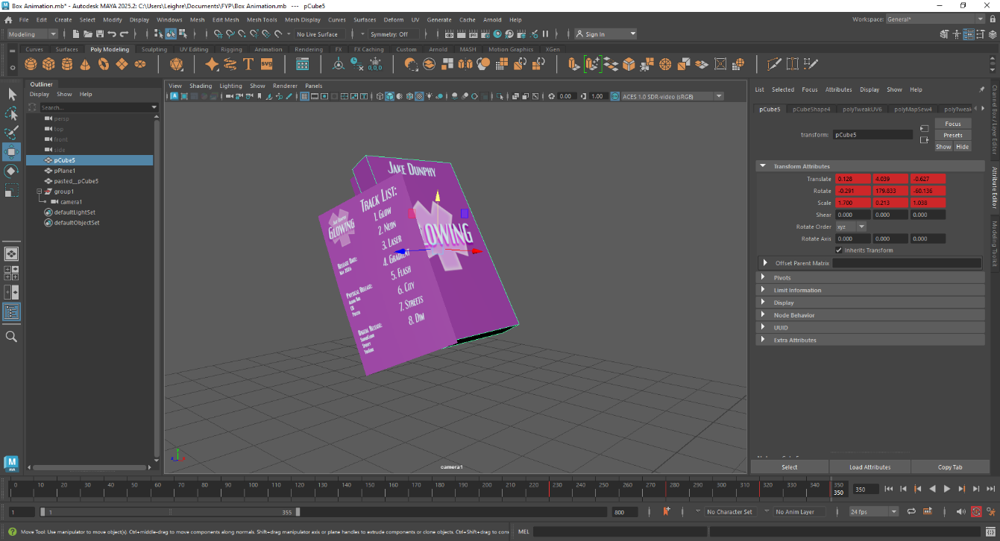 Box Animation.mb* - Autodesk MAYA 2025.2: C:\Users\Leighre\Documents\FYP\Box Animation.mb --- pCube5
File Edit Create Select Modify Display Windows Mesh Edit Mesh Mesh Tools Mesh Display Curves Surfaces Deform UV Generate Cache Arnold Help
Workspace: General*
Modeling
No Live Surface
Symmetry: Off
Sign In
Curves Surfaces Poly Modeling Sculpting UV Editing Rigging Animation Rendering FX FX Caching Custom Arnold MASH Motion Graphics XGen
Outliner
Display Show Help
Search...
persp
top
front
side
pCube5
pPlane1
pasted__pCube5
group1
camera1
defaultLightSet
defaultObjectSet
View Shading Lighting Show Renderer Panels
0.00
1.00
ACES 1.0 SDR-video (sRGB)
Jake Dunphy
Glowing
Track List:
1. Glow
2. Neon
3. Laser
4. Gradient
5. Flash
6. City
7. Streets
8. Dim
Jake Dunphy
Glowing
Release Date:
May 2026
Physical Release:
CD
Poster
Digital Release:
SoundCloud
Spotify
YouTube
camera1
List Selected Focus Attributes Display Show Help
pCube5 pCubeShape4 polyTweakUV6 polyMapSew4 polyTweak
transform: pCube5
Focus
Presets
Show Hide
Transform Attributes
Translate 0.128 4.039 -0.627
Rotate -0.291 179.833 -60.136
Scale 1.700 0.213 1.038
Shear 0.000 0.000 0.000
Rotate Order xyz
Rotate Axis 0.000 0.000 0.000
Inherits Transform
Offset Parent Matrix
Pivots
Limit Information
Display
Node Behavior
UUID
Extra Attributes
Select Load Attributes Copy Tab
Channel Box / Layer Editor
Attribute Editor
Modeling Toolkit
0 10 20 30 40 50 60 70 80 90 100 110 120 130 140 150 160 170 180 190 200 210 220 230 240 250 260 270 280 290 300 310 320 330 340 350
350
350
1
1
355
800
No Character Set
No Anim Layer
24 fps
Move Tool: Use manipulator to move object(s). Ctrl+middle-drag to move components along normals. Shift+drag manipulator axis or plane handles to extrude components or clone objects. Ctrl+Shift+drag to con
MEL